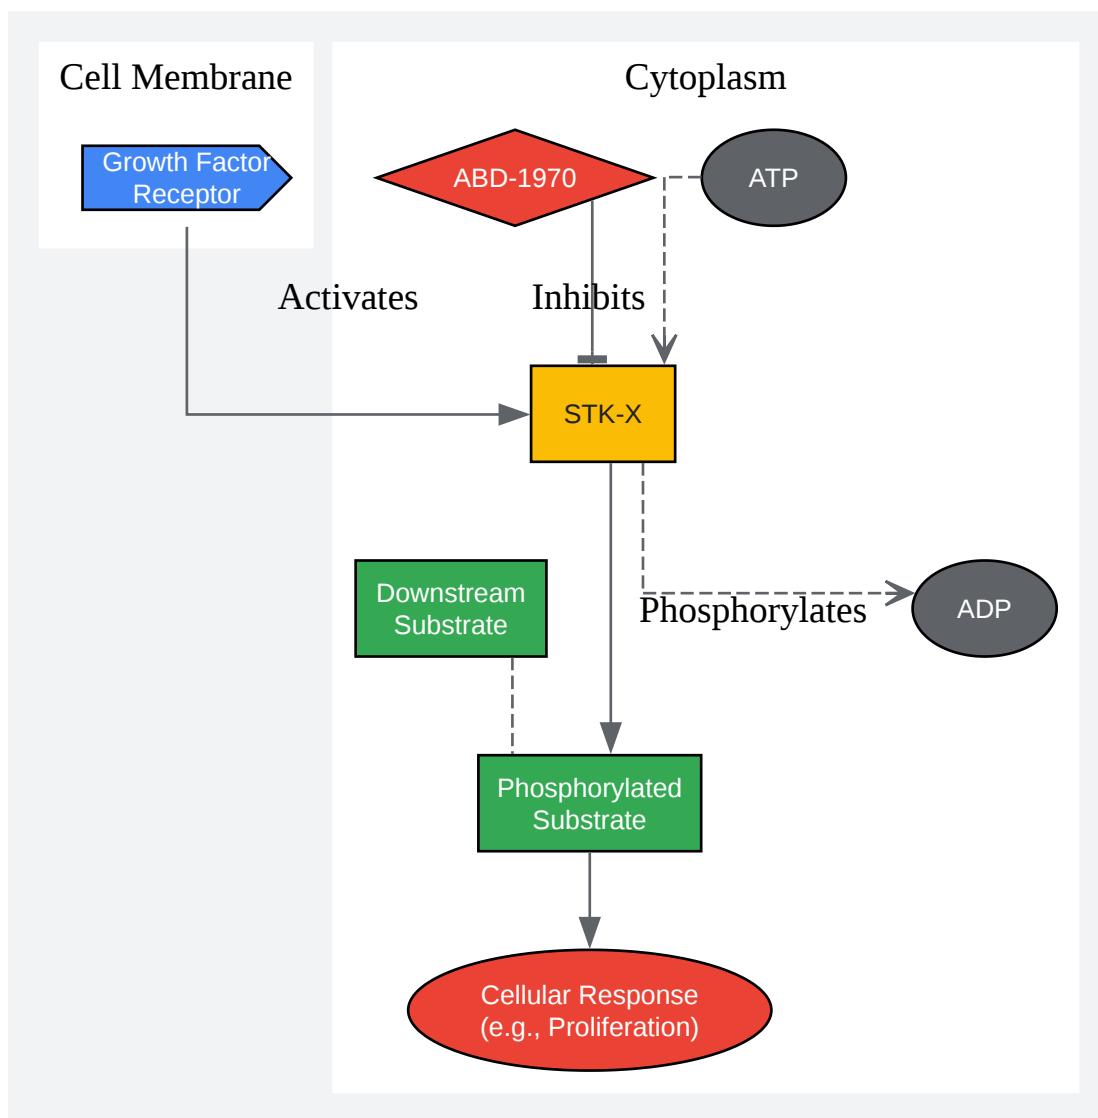 Cell Membrane
Cytoplasm
Growth Factor
Receptor
ABD-1970
ATP
Activates
Inhibits
STK-X
Downstream
Substrate
Phosphorylates
ADP
Phosphorylated
Substrate
Cellular Response
(e.g., Proliferation)